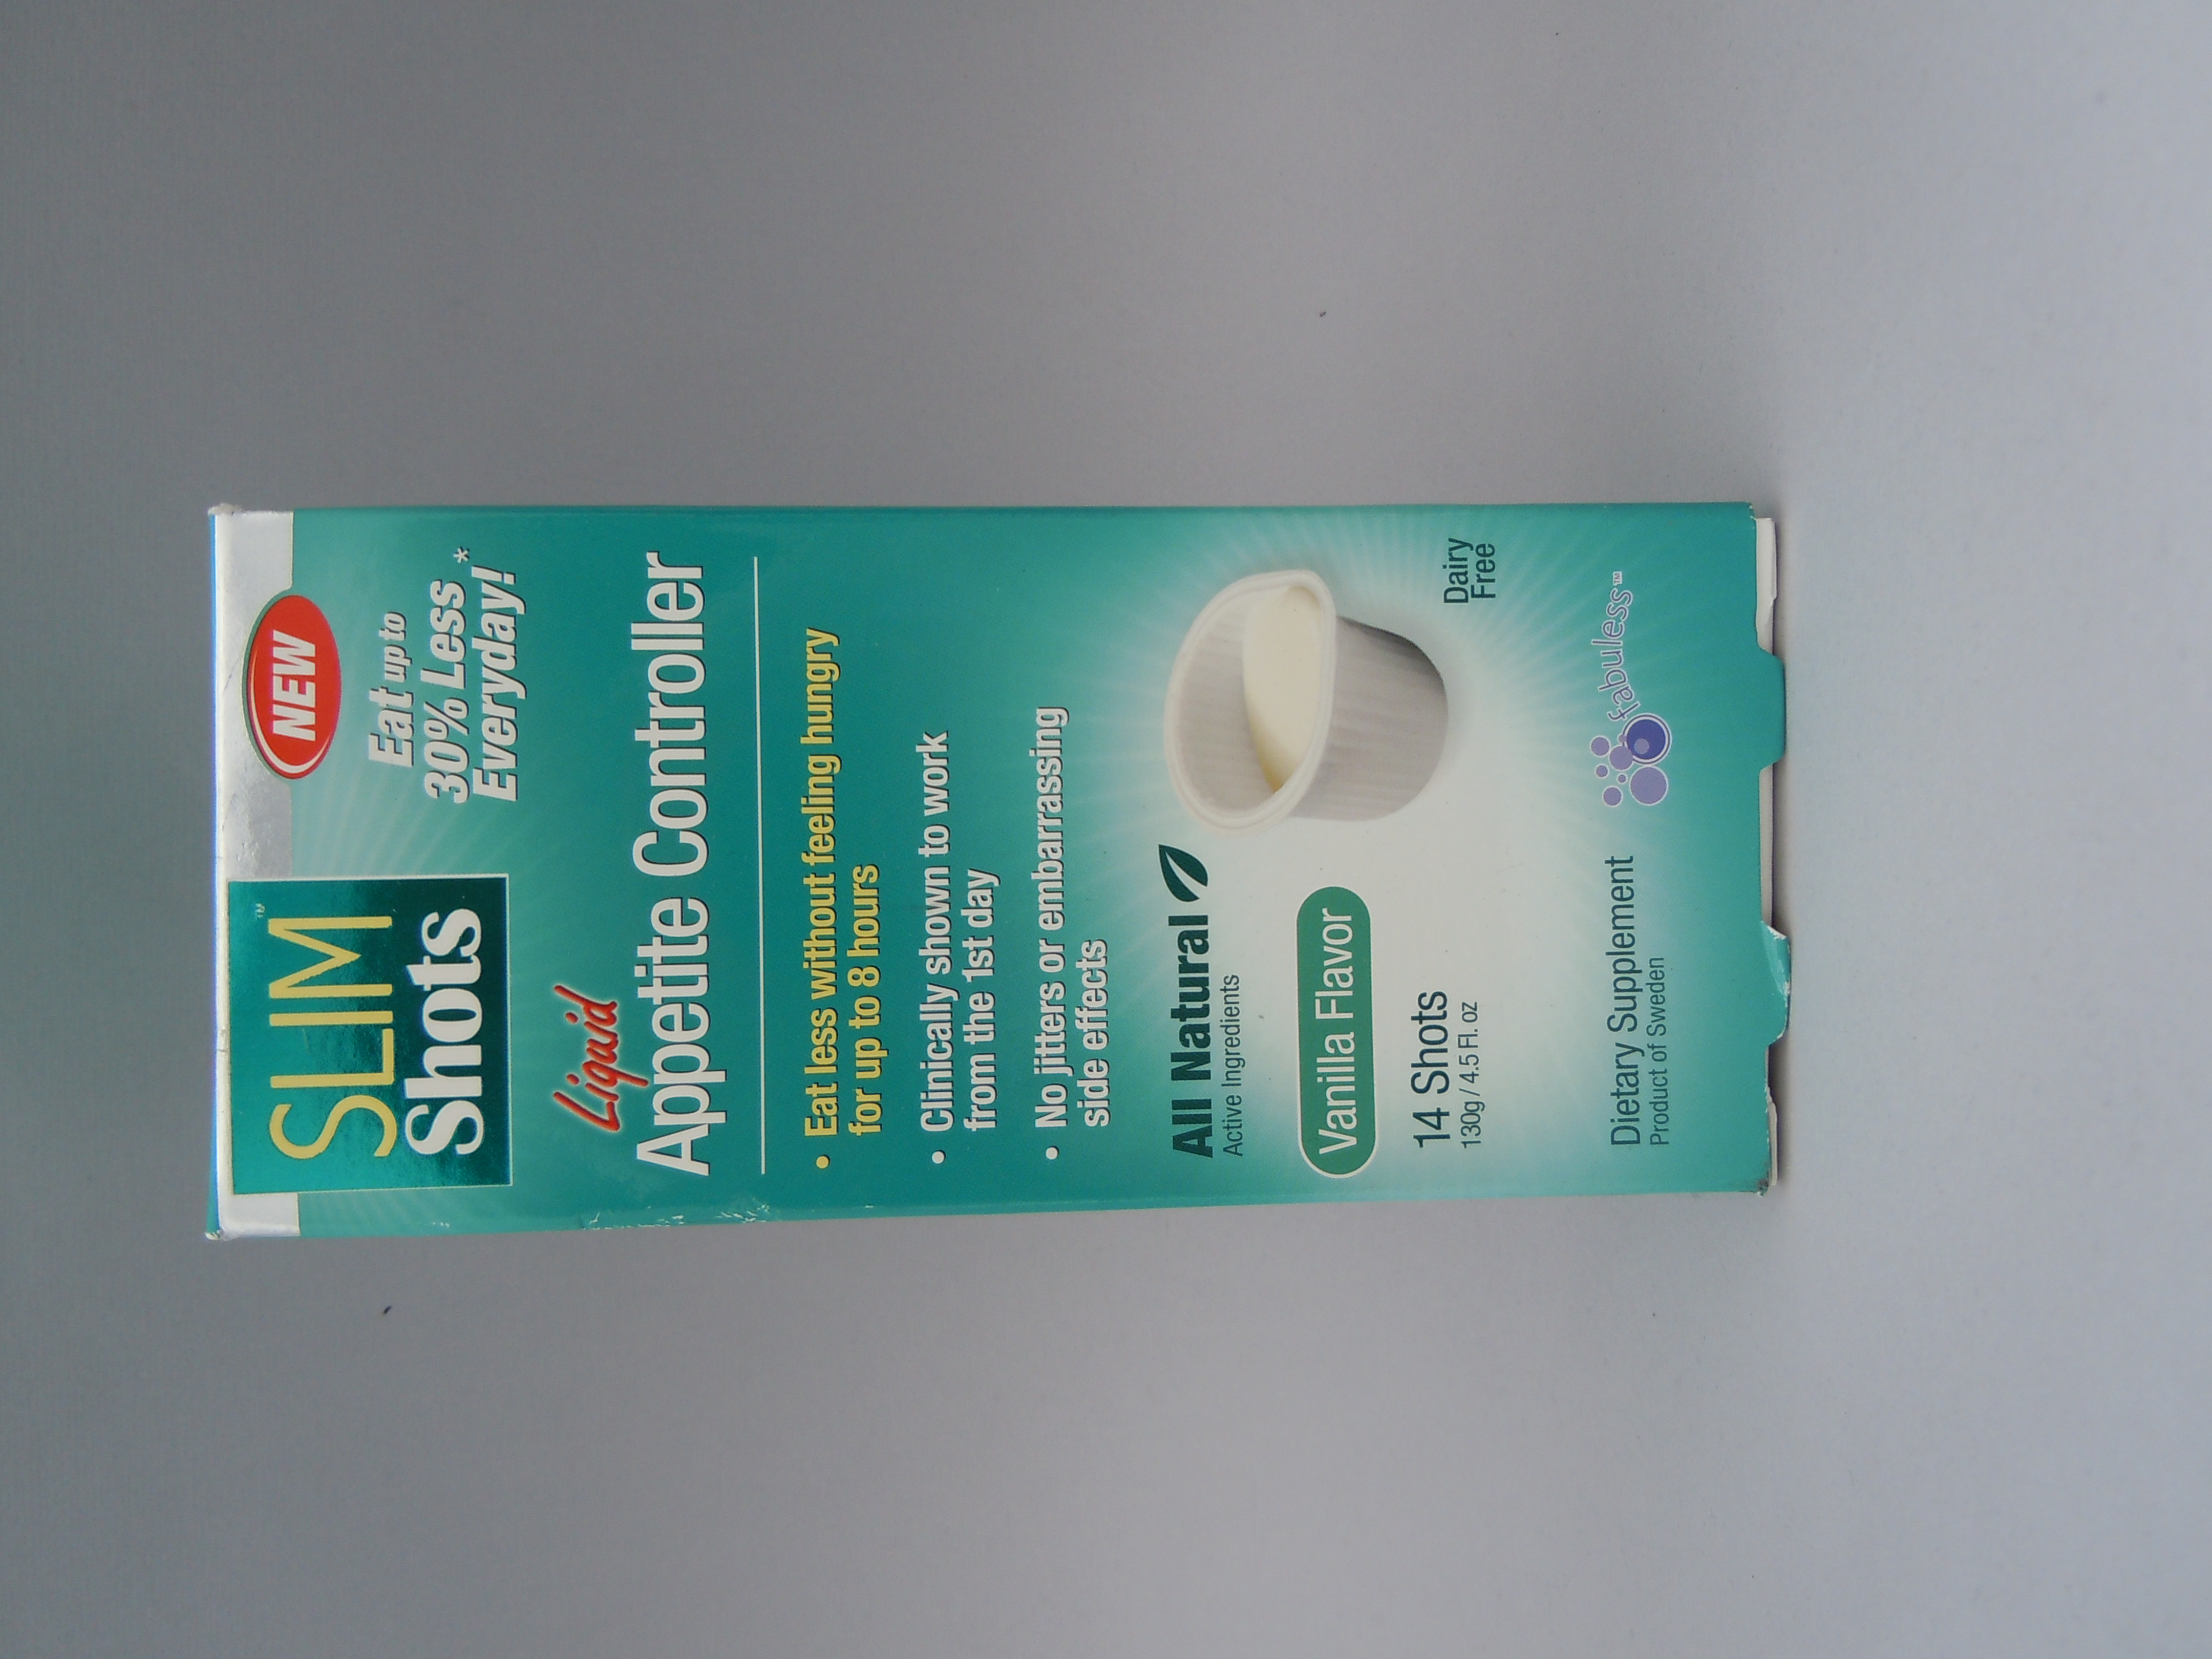 SLIM™
Shots
NEW
Eat up to
30% Less
Everyday!*
Liquid
Appetite Controller
• Eat less without feeling hungry
for up to 8 hours
• Clinically shown to work
from the 1st day
• No jitters or embarrassing
side effects
All Natural
Active Ingredients
Vanilla Flavor
14 Shots
130g / 4.5 Fl. oz
Dairy
Free
Dietary Supplement
Product of Sweden
fabuless™